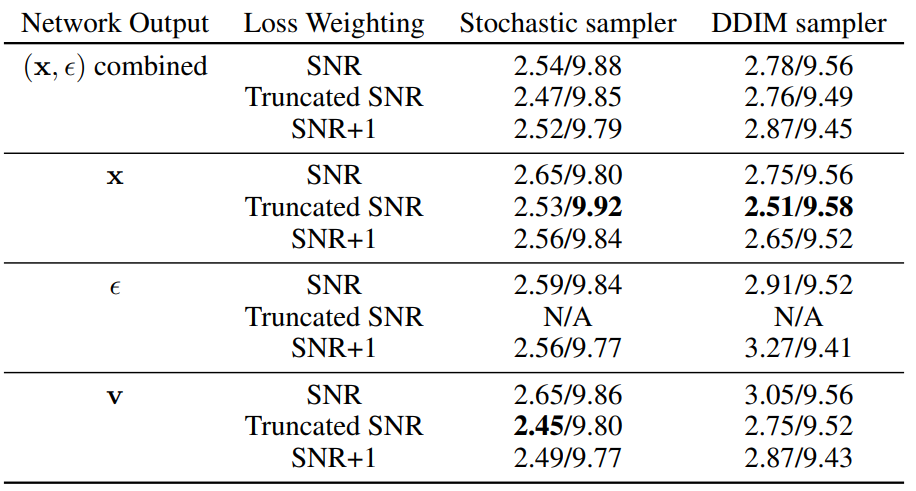 Network Output Loss Weighting Stochastic sampler DDIM sampler
(x, ϵ) combined SNR 2.54/9.88 2.78/9.56
Truncated SNR 2.47/9.85 2.76/9.49
SNR+1 2.52/9.79 2.87/9.45
x SNR 2.65/9.80 2.75/9.56
Truncated SNR 2.53/9.92 2.51/9.58
SNR+1 2.56/9.84 2.65/9.52
ϵ SNR 2.59/9.84 2.91/9.52
Truncated SNR N/A N/A
SNR+1 2.56/9.77 3.27/9.41
v SNR 2.65/9.86 3.05/9.56
Truncated SNR 2.45/9.80 2.75/9.52
SNR+1 2.49/9.77 2.87/9.43